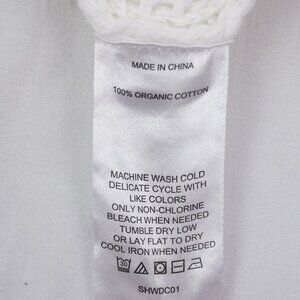 MADE IN CHINA
100% ORGANIC COTTON
MACHINE WASH COLD
DELICATE CYCLE WITH
LIKE COLORS
ONLY NON-CHLORINE
BLEACH WHEN NEEDED
TUMBLE DRY LOW
OR LAY FLAT TO DRY
COOL IRON WHEN NEEDED
30
SHWDC01